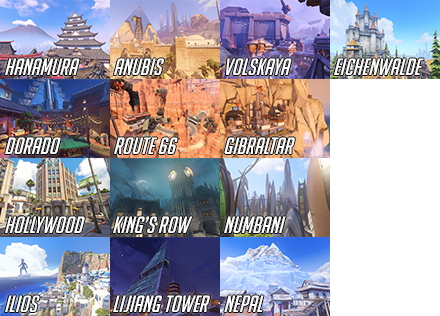 HANAMURA
ANUBIS
VOLSKAYA
EICHENWALDE
DORADO
ROUTE 66
GIBRALTAR
HOLLYWOOD
KING'S ROW
NUMBANI
ILIOS
LIJIANG TOWER
NEPAL